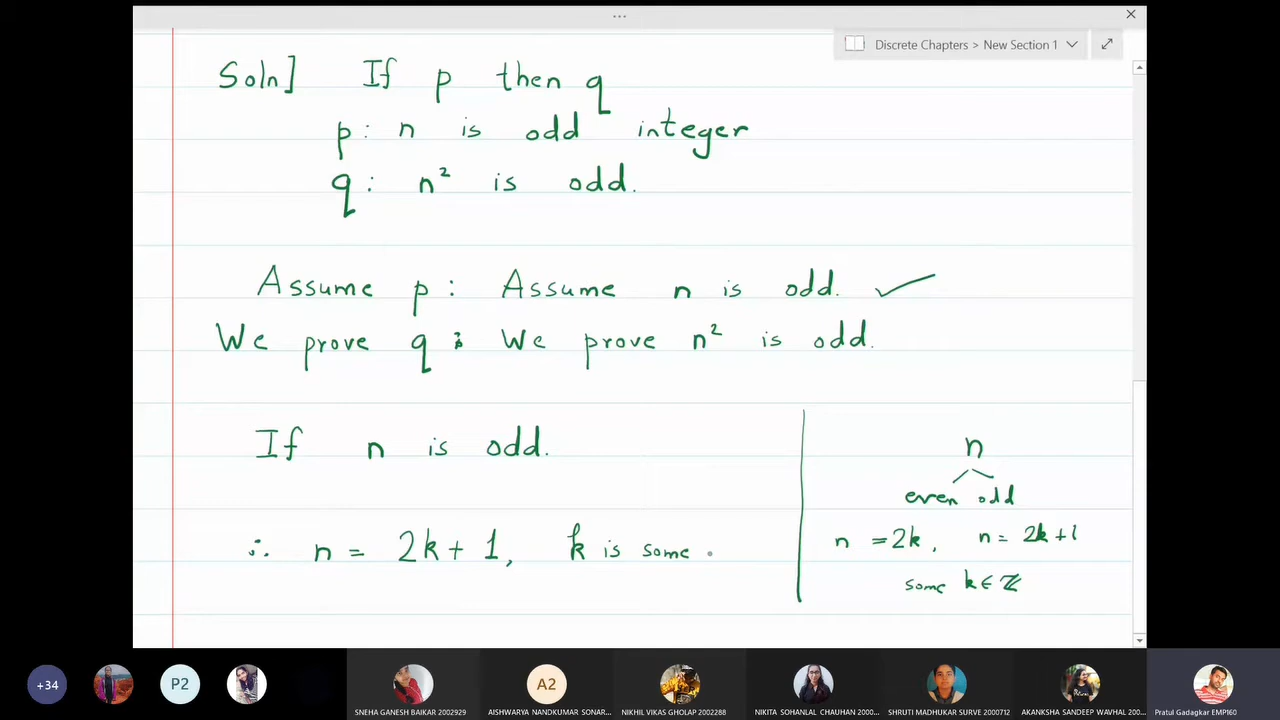 Discrete Chapters > New Section 1
Soln] If p then q
p: n is odd integer
q: n² is odd.
Assume p: Assume n is odd. ✓
We prove q: We prove n² is odd.
If n is odd.
∴ n = 2k+1, k is some
n
even odd
n = 2k, n = 2k+1
some k∈ℤ
+34
P2
A2
SNEHA GANESH BAIKAR 2002929
AISHWARYA NANDKUMAR SONAR...
NIKHIL VIKAS GHOLAP 2002288
NIKITA SOHANLAL CHAUHAN 2000...
SHRUTI MADHUKAR SURVE 2000712
AKANKSHA SANDEEP WAVHAL 200...
Pratul Gadagkar EMP160